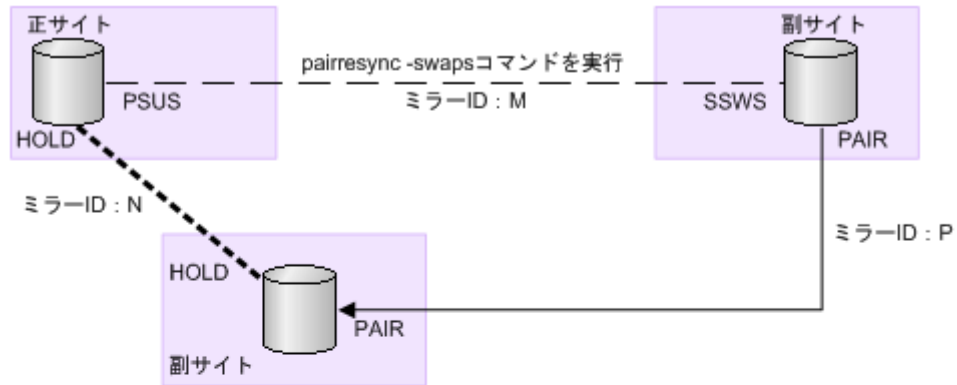 正サイト
副サイト
pairresync -swapsコマンドを実行
PSUS
ミラーID:M
SSWS
HOLD
PAIR
ミラーID:N
ミラーID:P
HOLD
PAIR
副サイト